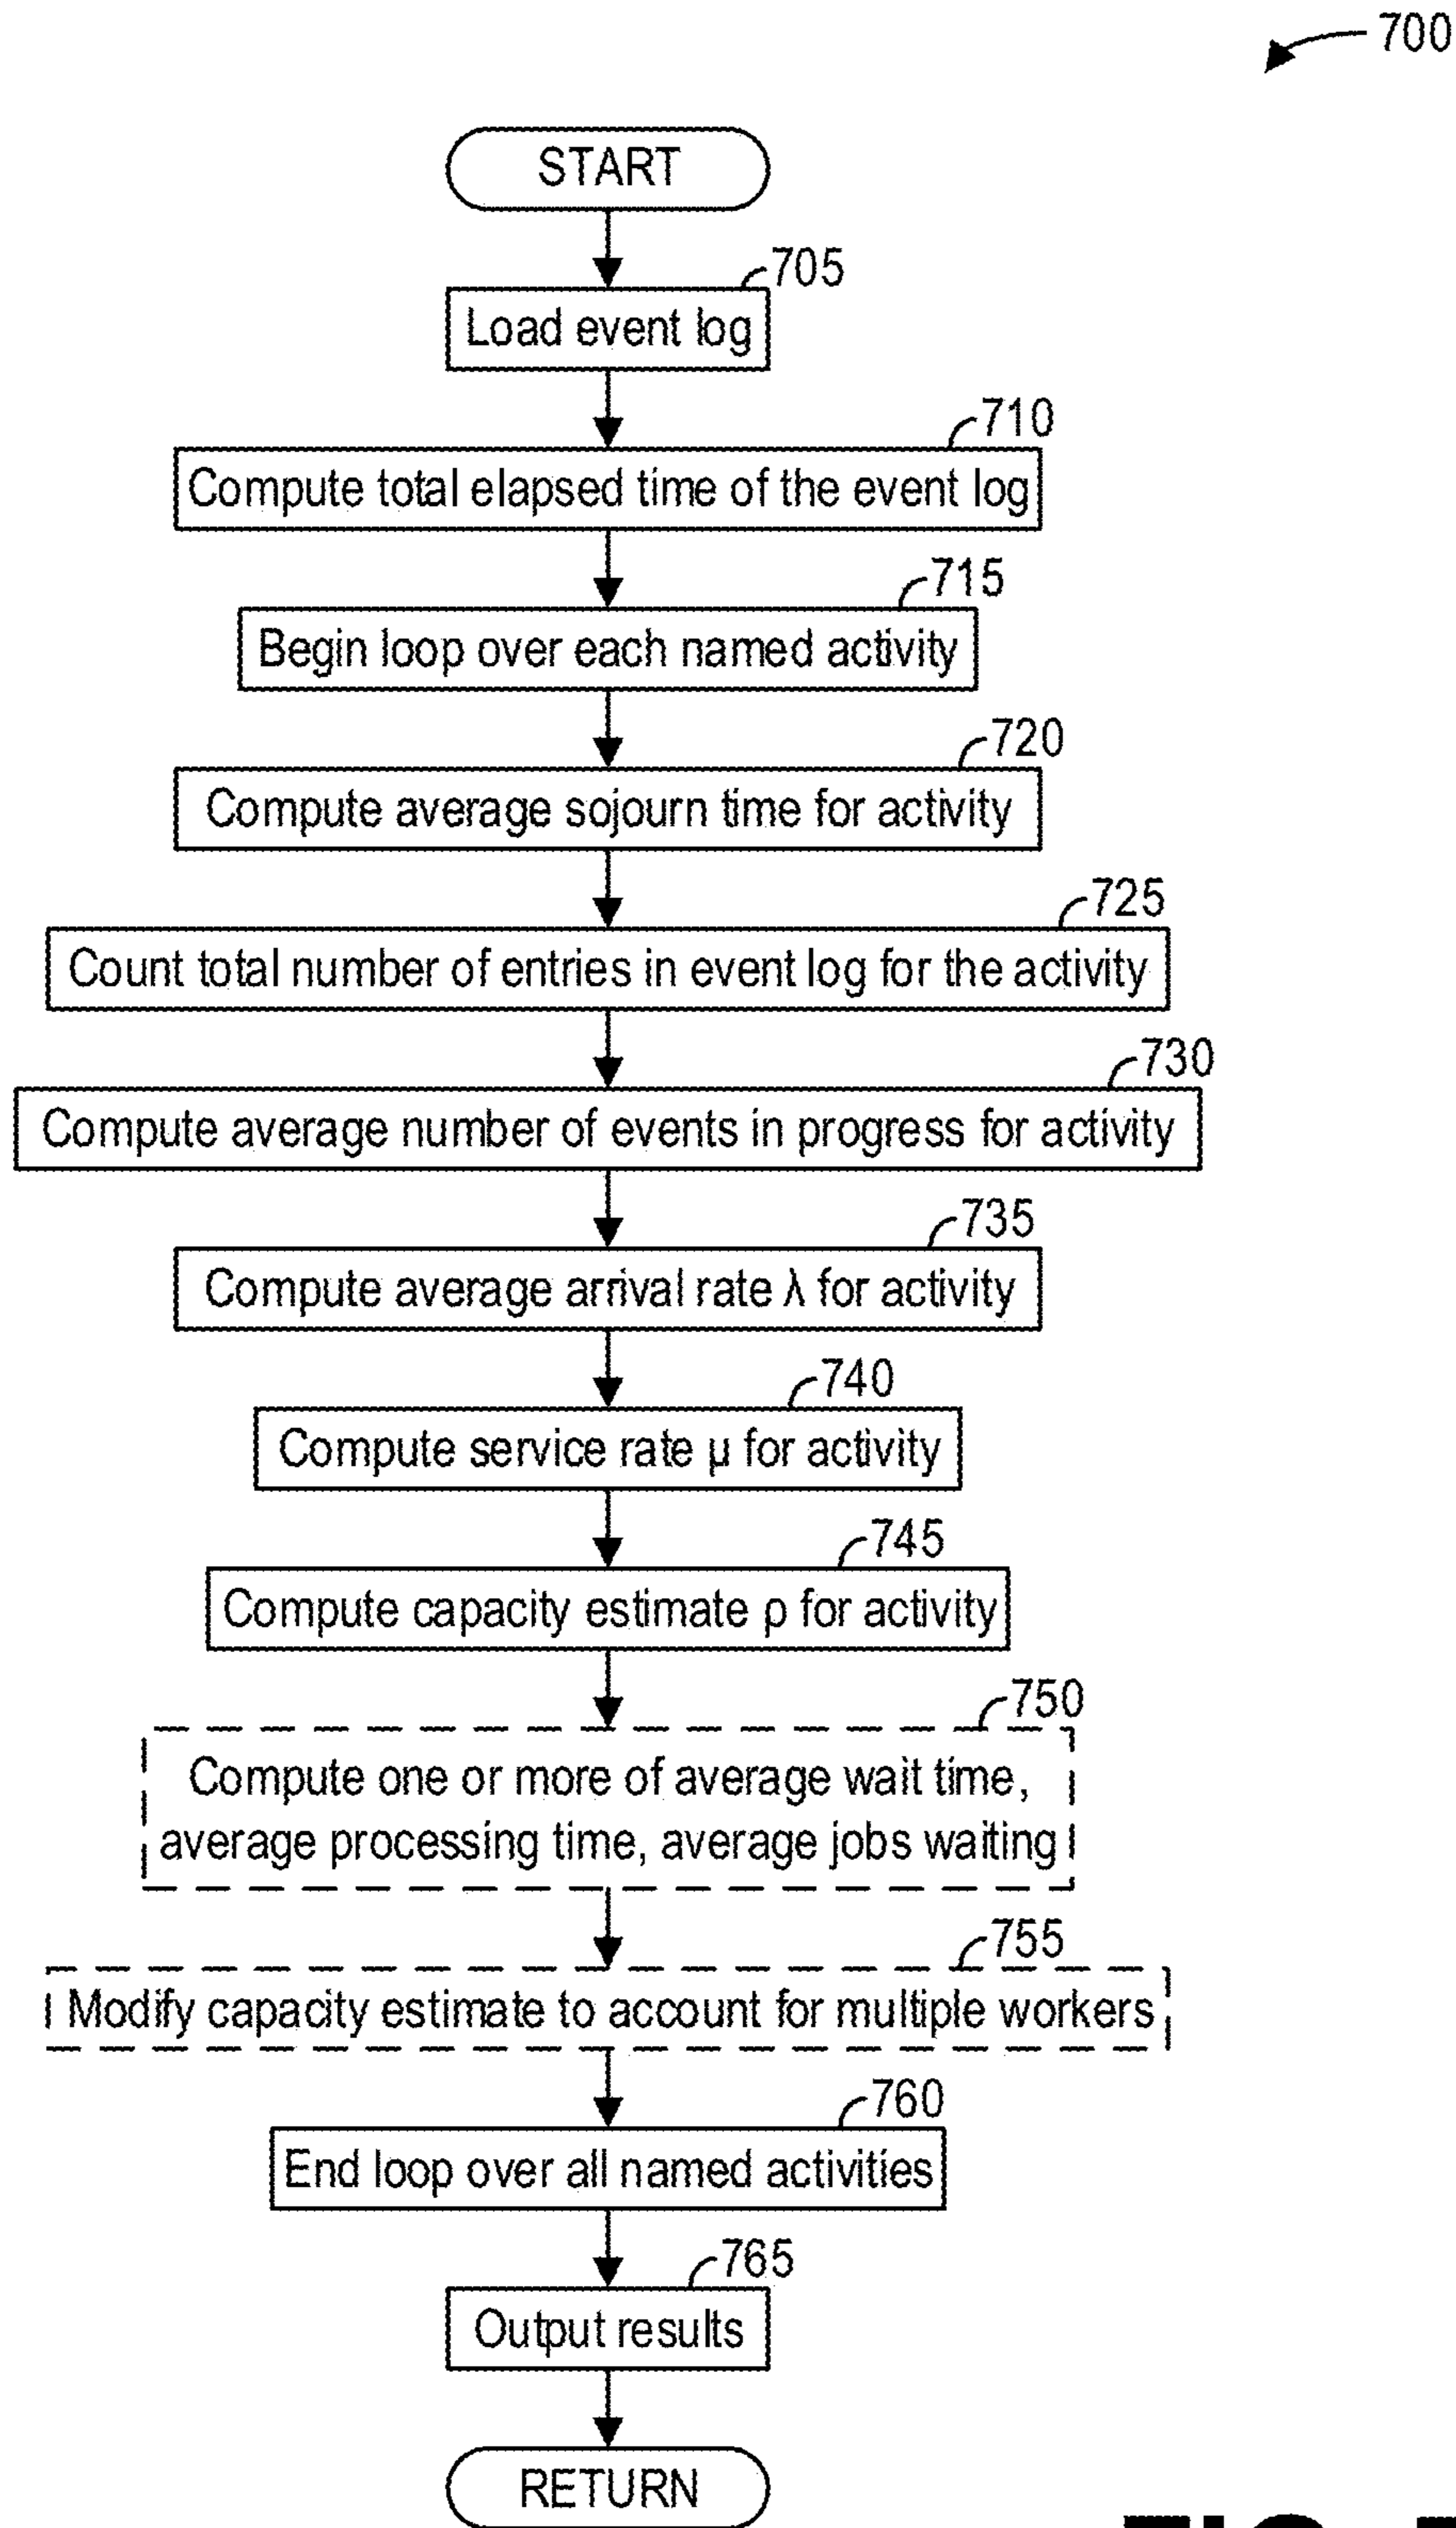 700
START
705
Load event log
710
Compute total elapsed time of the event log
715
Begin loop over each named activity
720
Compute average sojourn time for activity
725
Count total number of entries in event log for the activity
730
Compute average number of events in progress for activity
735
Compute average arrival rate λ for activity
740
Compute service rate μ for activity
745
Compute capacity estimate ρ for activity
750
Compute one or more of average wait time,
average processing time, average jobs waiting
755
Modify capacity estimate to account for multiple workers
760
End loop over all named activities
765
Output results
RETURN